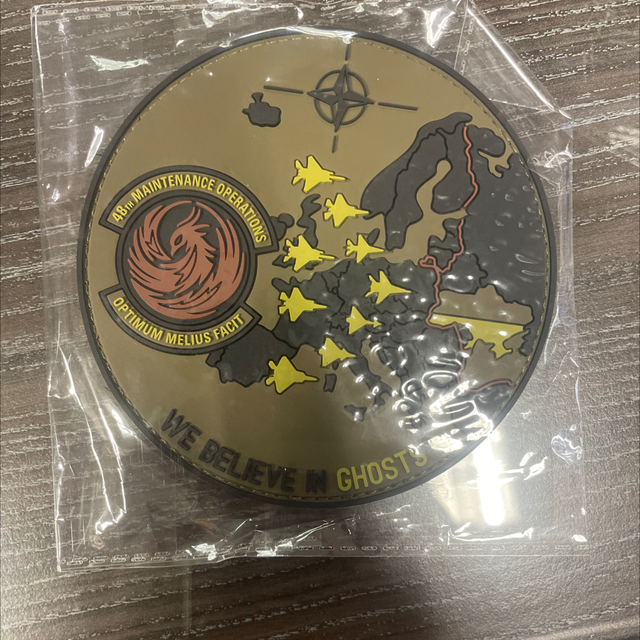 48TH MAINTENANCE OPERATIONS
OPTIMUM MELIUS FACIT
WE BELIEVE IN GHOSTS